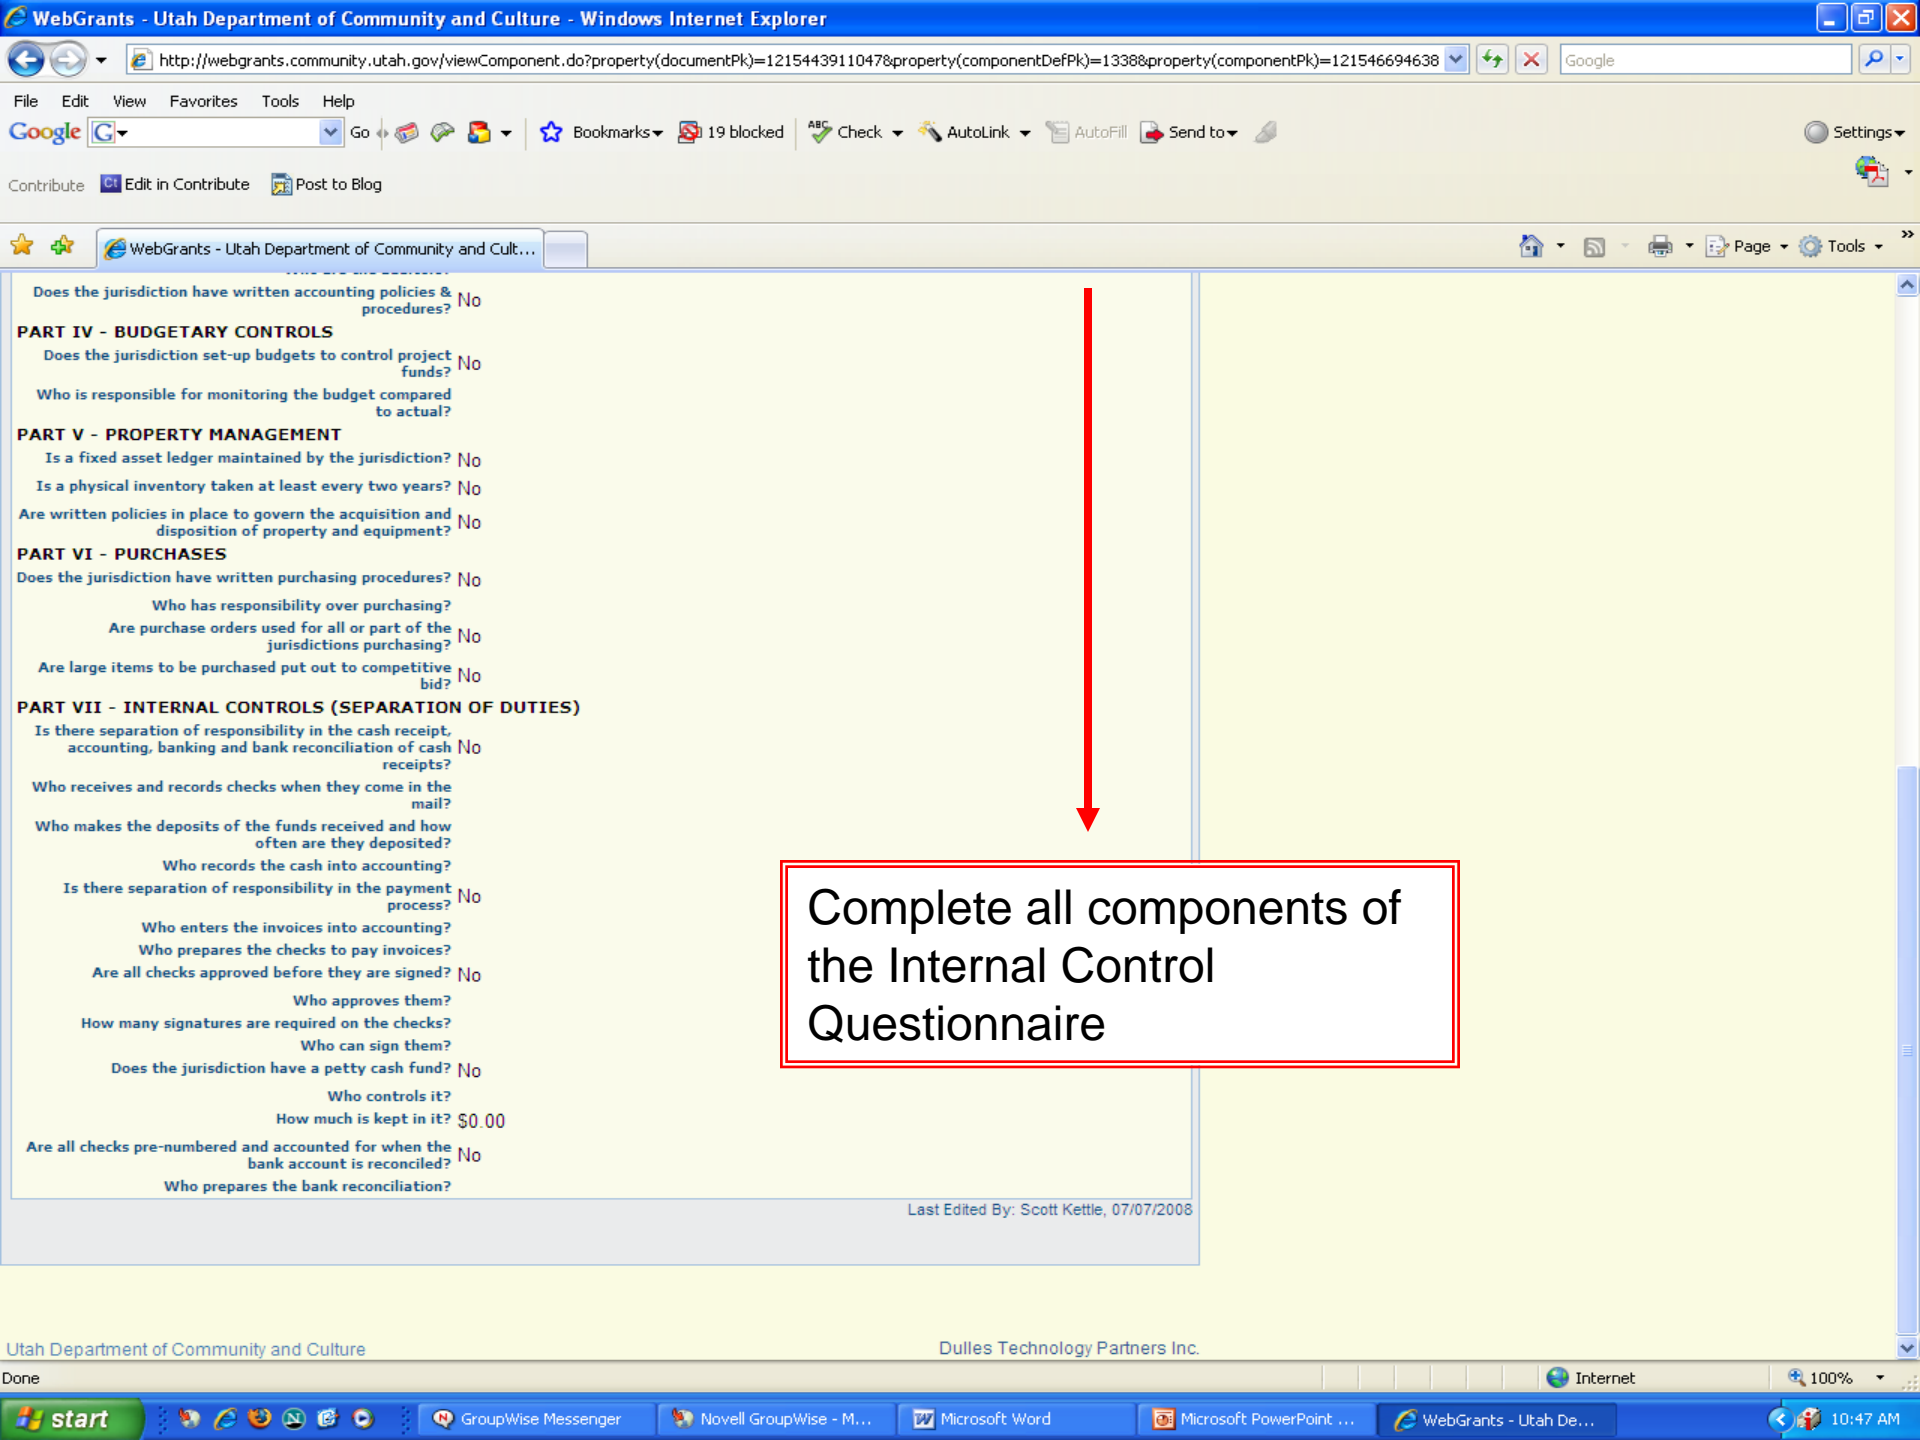 WebGrants - Utah Department of Community and Culture - Windows Internet Explorer
http://webgrants.community.utah.gov/viewComponent.do?property(documentPk)=1215443911047&property(componentDefPk)=1338&property(componentPk)=121546694638
Google
File Edit View Favorites Tools Help
Google G Go Bookmarks 19 blocked ABC Check AutoLink AutoFill Send to Settings
Contribute Ct Edit in Contribute Post to Blog
WebGrants - Utah Department of Community and Cult... Page Tools »
Does the jurisdiction have written accounting policies &
procedures? No
PART IV - BUDGETARY CONTROLS
Does the jurisdiction set-up budgets to control project
funds? No
Who is responsible for monitoring the budget compared
to actual?
PART V - PROPERTY MANAGEMENT
Is a fixed asset ledger maintained by the jurisdiction? No
Is a physical inventory taken at least every two years? No
Are written policies in place to govern the acquisition and
disposition of property and equipment? No
PART VI - PURCHASES
Does the jurisdiction have written purchasing procedures? No
Who has responsibility over purchasing?
Are purchase orders used for all or part of the
jurisdictions purchasing? No
Are large items to be purchased put out to competitive
bid? No
PART VII - INTERNAL CONTROLS (SEPARATION OF DUTIES)
Is there separation of responsibility in the cash receipt,
accounting, banking and bank reconciliation of cash
receipts? No
Who receives and records checks when they come in the
mail?
Who makes the deposits of the funds received and how
often are they deposited?
Who records the cash into accounting?
Is there separation of responsibility in the payment
process? No
Who enters the invoices into accounting?
Who prepares the checks to pay invoices?
Are all checks approved before they are signed? No
Who approves them?
How many signatures are required on the checks?
Who can sign them?
Does the jurisdiction have a petty cash fund? No
Who controls it?
How much is kept in it? $0.00
Are all checks pre-numbered and accounted for when the
bank account is reconciled? No
Who prepares the bank reconciliation?
Complete all components of
the Internal Control
Questionnaire
Last Edited By: Scott Kettle, 07/07/2008
Utah Department of Community and Culture Dulles Technology Partners Inc.
Done Internet 100%
start GroupWise Messenger Novell GroupWise - M... Microsoft Word Microsoft PowerPoint ... WebGrants - Utah De... 10:47 AM